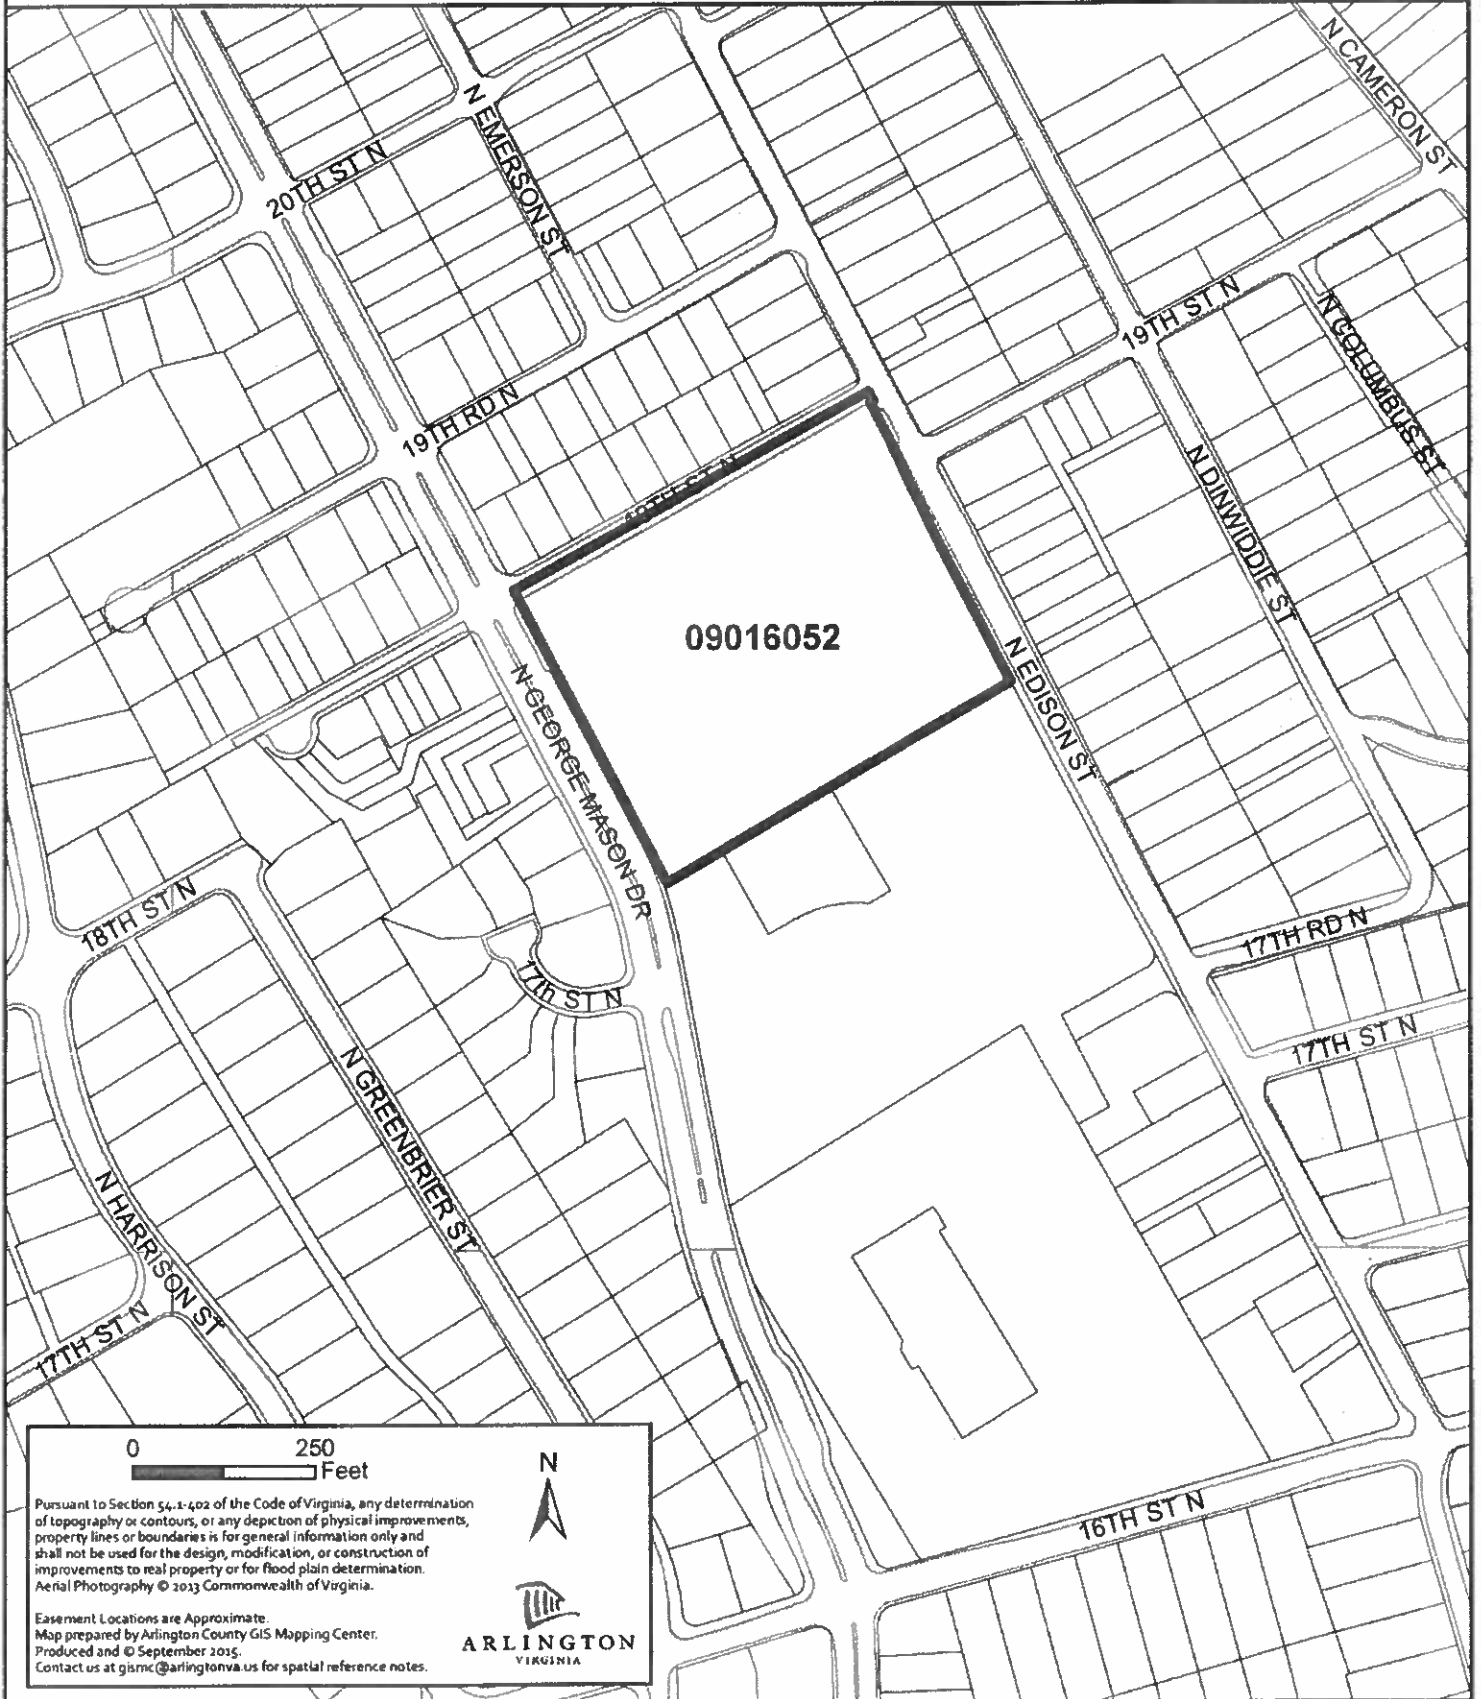 N CAMERON ST
N EMERSON ST
20TH ST N
19TH ST N
N COLUMBUS ST
19TH RD N
19TH ST N
N DINWIDDIE ST
09016052
N EDISON ST
N GEORGE MASON DR
18TH ST N
17TH RD N
17th ST N
17TH ST N
N GREENBRIER ST
N HARRISON ST
17TH ST N
16TH ST N
0 250
Feet
N
Pursuant to Section 54.1-402 of the Code of Virginia, any determination
of topography or contours, or any depiction of physical improvements,
property lines or boundaries is for general information only and
shall not be used for the design, modification, or construction of
improvements to real property or for flood plain determination.
Aerial Photography © 2013 Commonwealth of Virginia.
Easement Locations are Approximate.
Map prepared by Arlington County GIS Mapping Center.
Produced and © September 2015.
Contact us at gismc@arlingtonva.us for spatial reference notes.
ARLINGTON
VIRGINIA